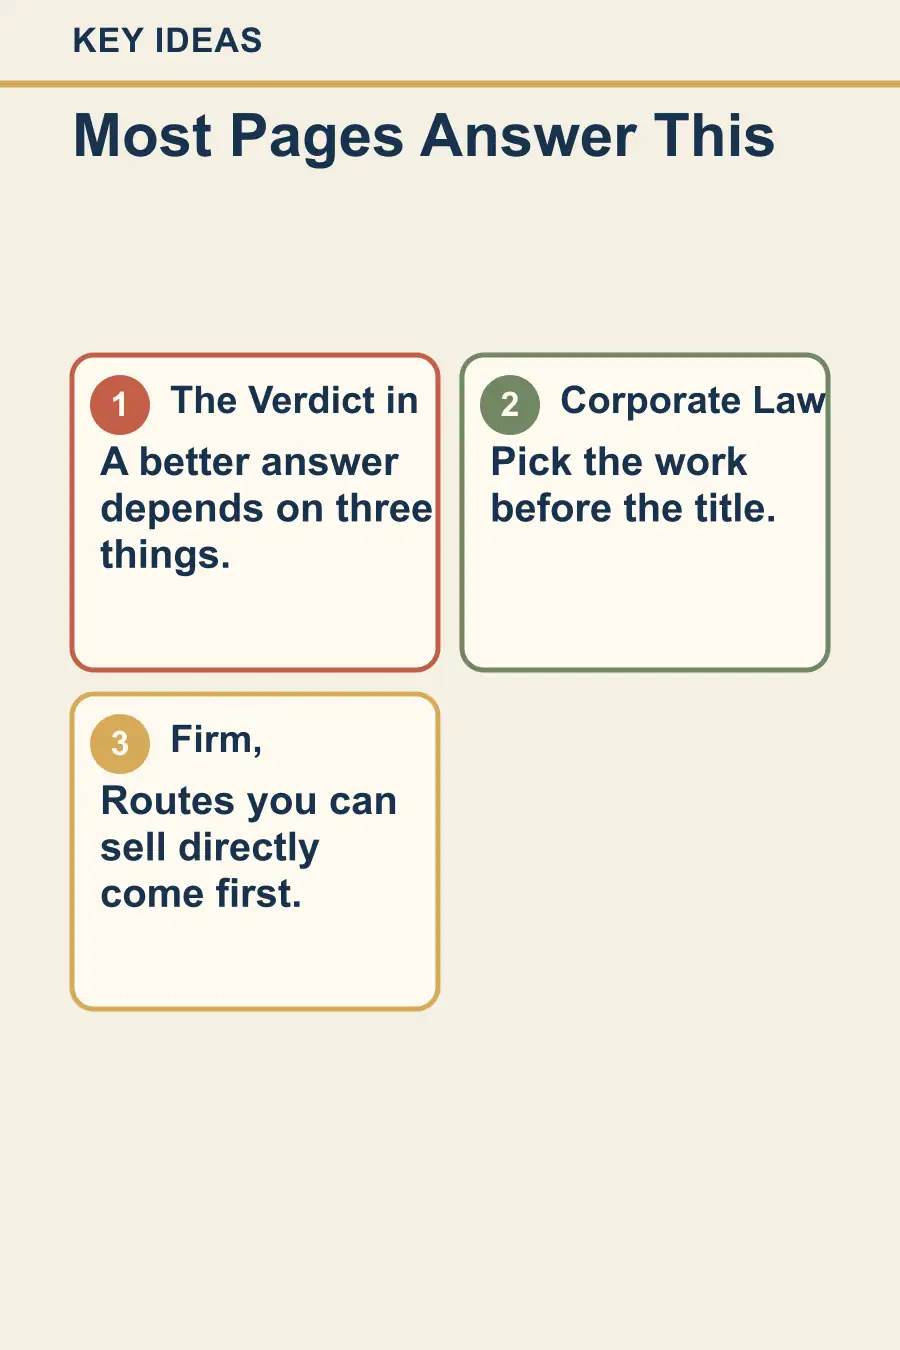 KEY IDEAS
Most Pages Answer This
1 The Verdict in
A better answer
depends on three
things.
2 Corporate Law
Pick the work
before the title.
3 Firm,
Routes you can
sell directly
come first.